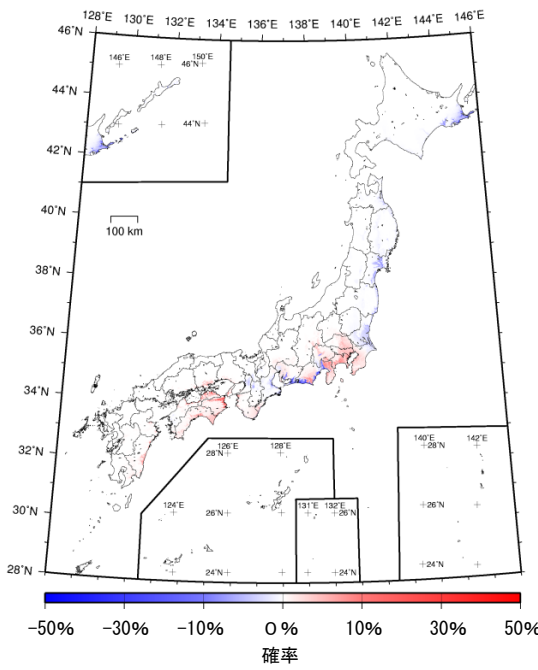 128˚E 130˚E 132˚E 134˚E 136˚E 138˚E 140˚E 142˚E 144˚E 146˚E
46˚N
146˚E 148˚E 150˚E
46˚N
44˚N
44˚N
42˚N
40˚N
100 km
38˚N
36˚N
34˚N
32˚N
126˚E 128˚E
28˚N
140˚E 142˚E
28˚N
124˚E
131˚E 132˚E
30˚N
26˚N
26˚N
26˚N
28˚N
24˚N
24˚N
24˚N
-50% -30% -10% 0% 10% 30% 50%
確率